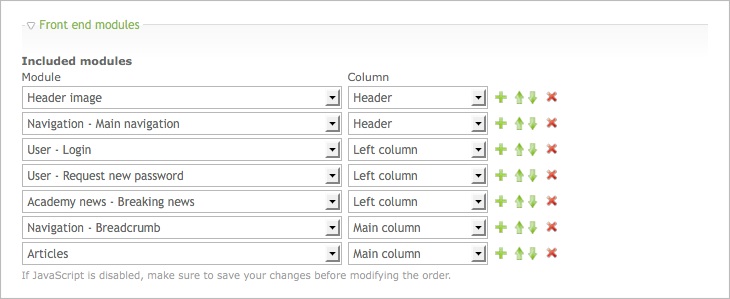 Front end modules
Included modules
Module Column
Header image Header
Navigation - Main navigation Header
User - Login Left column
User - Request new password Left column
Academy news - Breaking news Left column
Navigation - Breadcrumb Main column
Articles Main column
If JavaScript is disabled, make sure to save your changes before modifying the order.